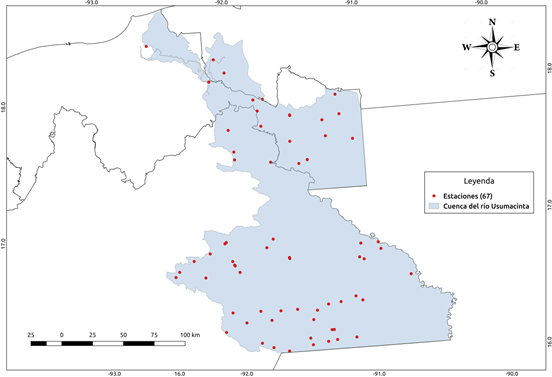 -93.0 -92.0 -91.0 -90.0
N
W E
S
18.0
18.0
Leyenda
Estaciones (67)
Cuenca del río Usumacinta
17.0
17.0
25 0 25 50 75 100 km
16.0
-93.0 16.0 -92.0 -91.0 -90.0